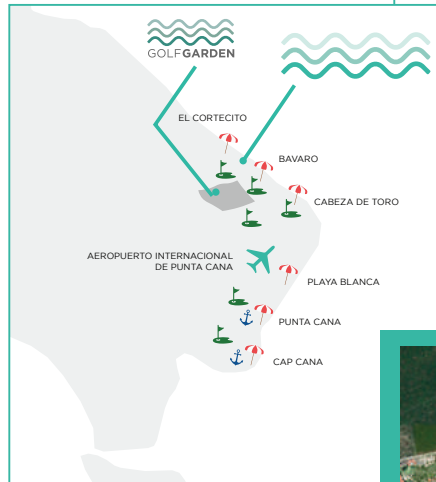 GOLFGARDEN
EL CORTECITO
BAVARO
CABEZA DE TORO
AEROPUERTO INTERNACIONAL
DE PUNTA CANA
PLAYA BLANCA
PUNTA CANA
CAP CANA